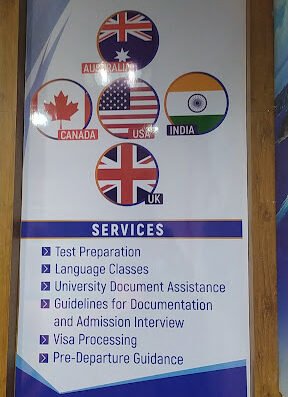 AUSTRALIA
CANADA
USA
INDIA
UK
SERVICES
Test Preparation
Language Classes
University Document Assistance
Guidelines for Documentation
and Admission Interview
Visa Processing
Pre-Departure Guidance